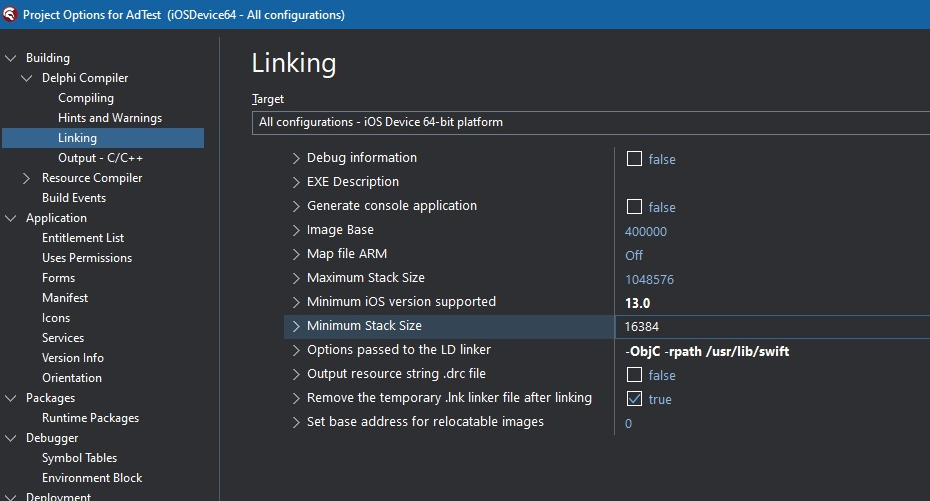 Project Options for AdTest (iOSDevice64 - All configurations)
Building
Delphi Compiler
Compiling
Hints and Warnings
Linking
Output - C/C++
Resource Compiler
Build Events
Application
Entitlement List
Uses Permissions
Forms
Manifest
Icons
Services
Version Info
Orientation
Packages
Runtime Packages
Debugger
Symbol Tables
Environment Block
Deployment
Linking
Target
All configurations - iOS Device 64-bit platform
Debug information false
EXE Description
Generate console application false
Image Base 400000
Map file ARM Off
Maximum Stack Size 1048576
Minimum iOS version supported 13.0
Minimum Stack Size 16384
Options passed to the LD linker -ObjC -rpath /usr/lib/swift
Output resource string .drc file false
Remove the temporary .lnk linker file after linking true
Set base address for relocatable images 0